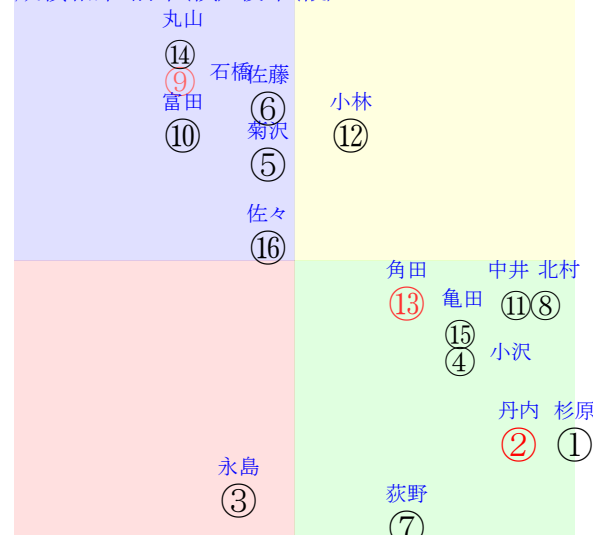 丸山
⑭
⑨ 石橋 佐藤
富田 ⑥ 小林
⑩ 菊沢 ⑫
⑤
佐々
⑯
角田 中井 北村
⑬ 亀田 ⑪ ⑧
⑮
④ 小沢
丹内 杉原
② ①
永島
③
荻野
⑦